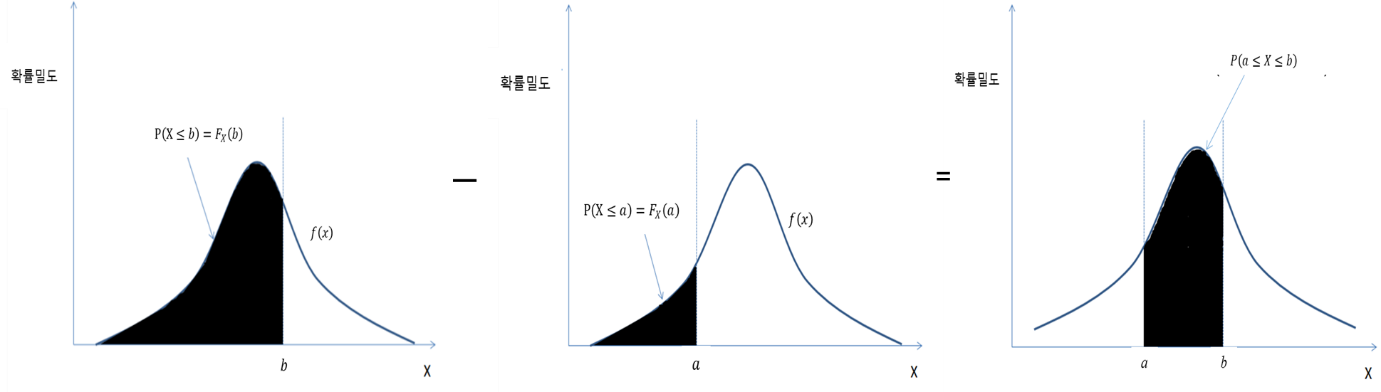 확률밀도
P(X ≤ b) = F_X(b)
f(x)
b
X
−
확률밀도
P(X ≤ a) = F_X(a)
f(x)
a
X
=
확률밀도
P(a ≤ X ≤ b)
a
b
X